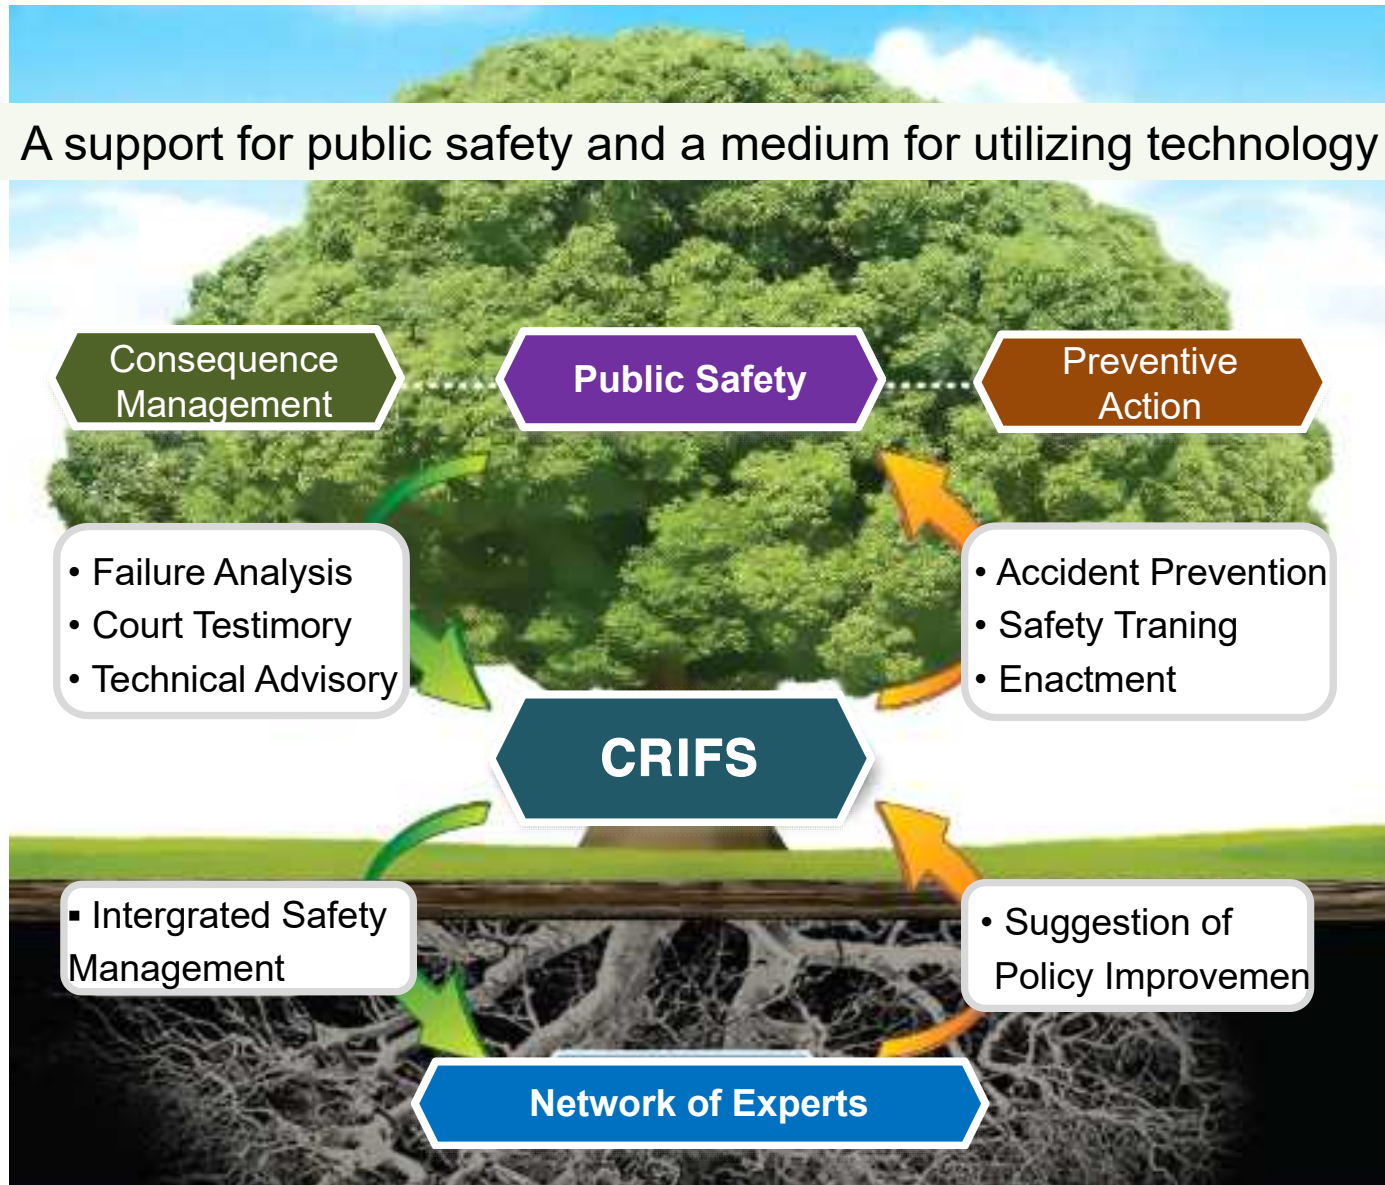 A support for public safety and a medium for utilizing technology
Consequence
Management
Public Safety
Preventive
Action
• Failure Analysis
• Court Testimory
• Technical Advisory
• Accident Prevention
• Safety Traning
• Enactment
CRIFS
▪ Intergrated Safety
Management
• Suggestion of
Policy Improvemen
Network of Experts